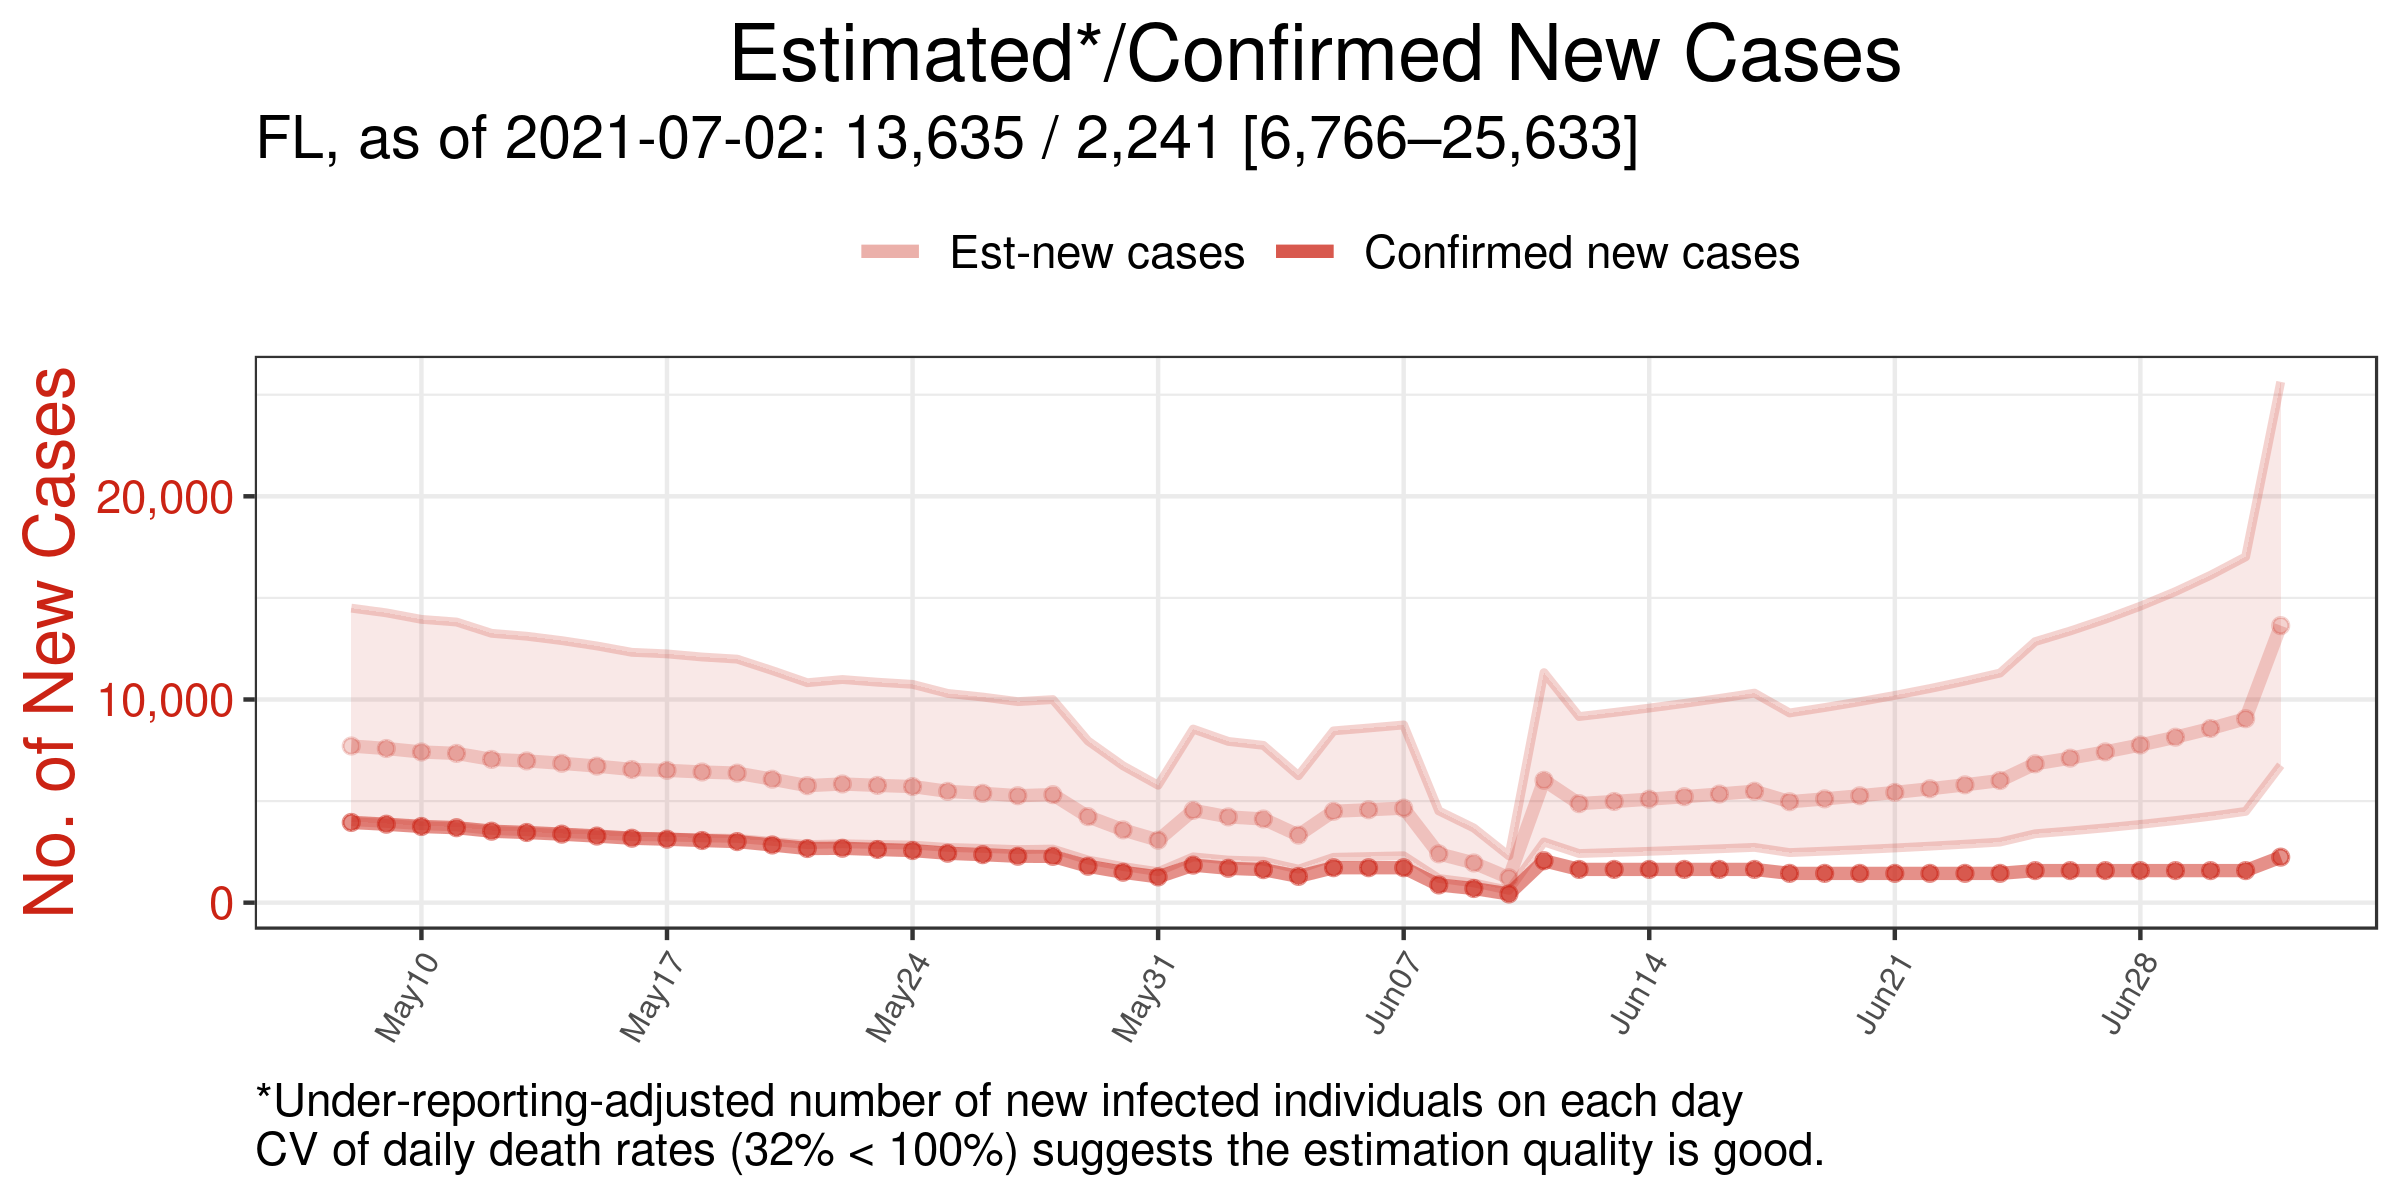 Estimated*/Confirmed New Cases
FL, as of 2021-07-02: 13,635 / 2,241 [6,766–25,633]
Est-new cases
Confirmed new cases
No. of New Cases
20,000
10,000
0
May10
May17
May24
May31
Jun07
Jun14
Jun21
Jun28
*Under-reporting-adjusted number of new infected individuals on each day
CV of daily death rates (32% < 100%) suggests the estimation quality is good.